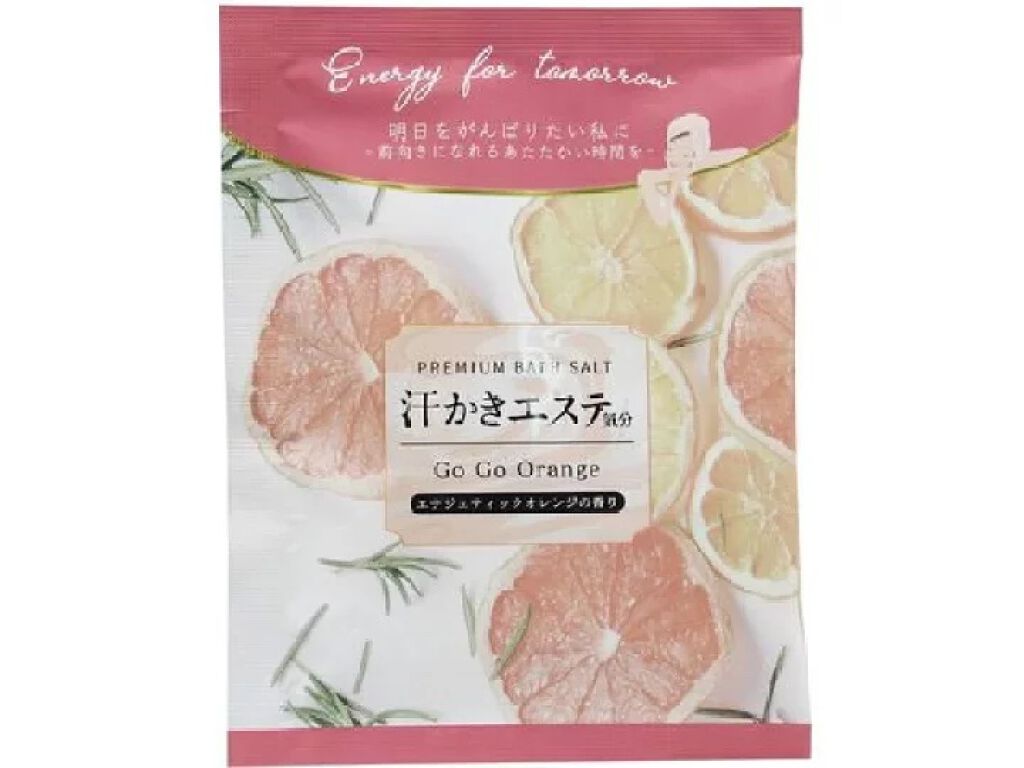 Energy for tomorrow
明日をがんばりたい私に
-前向きになれるあたたかい時間を-
PREMIUM BATH SALT
汗かきエステ気分
Go Go Orange
エナジェティックオレンジの香り